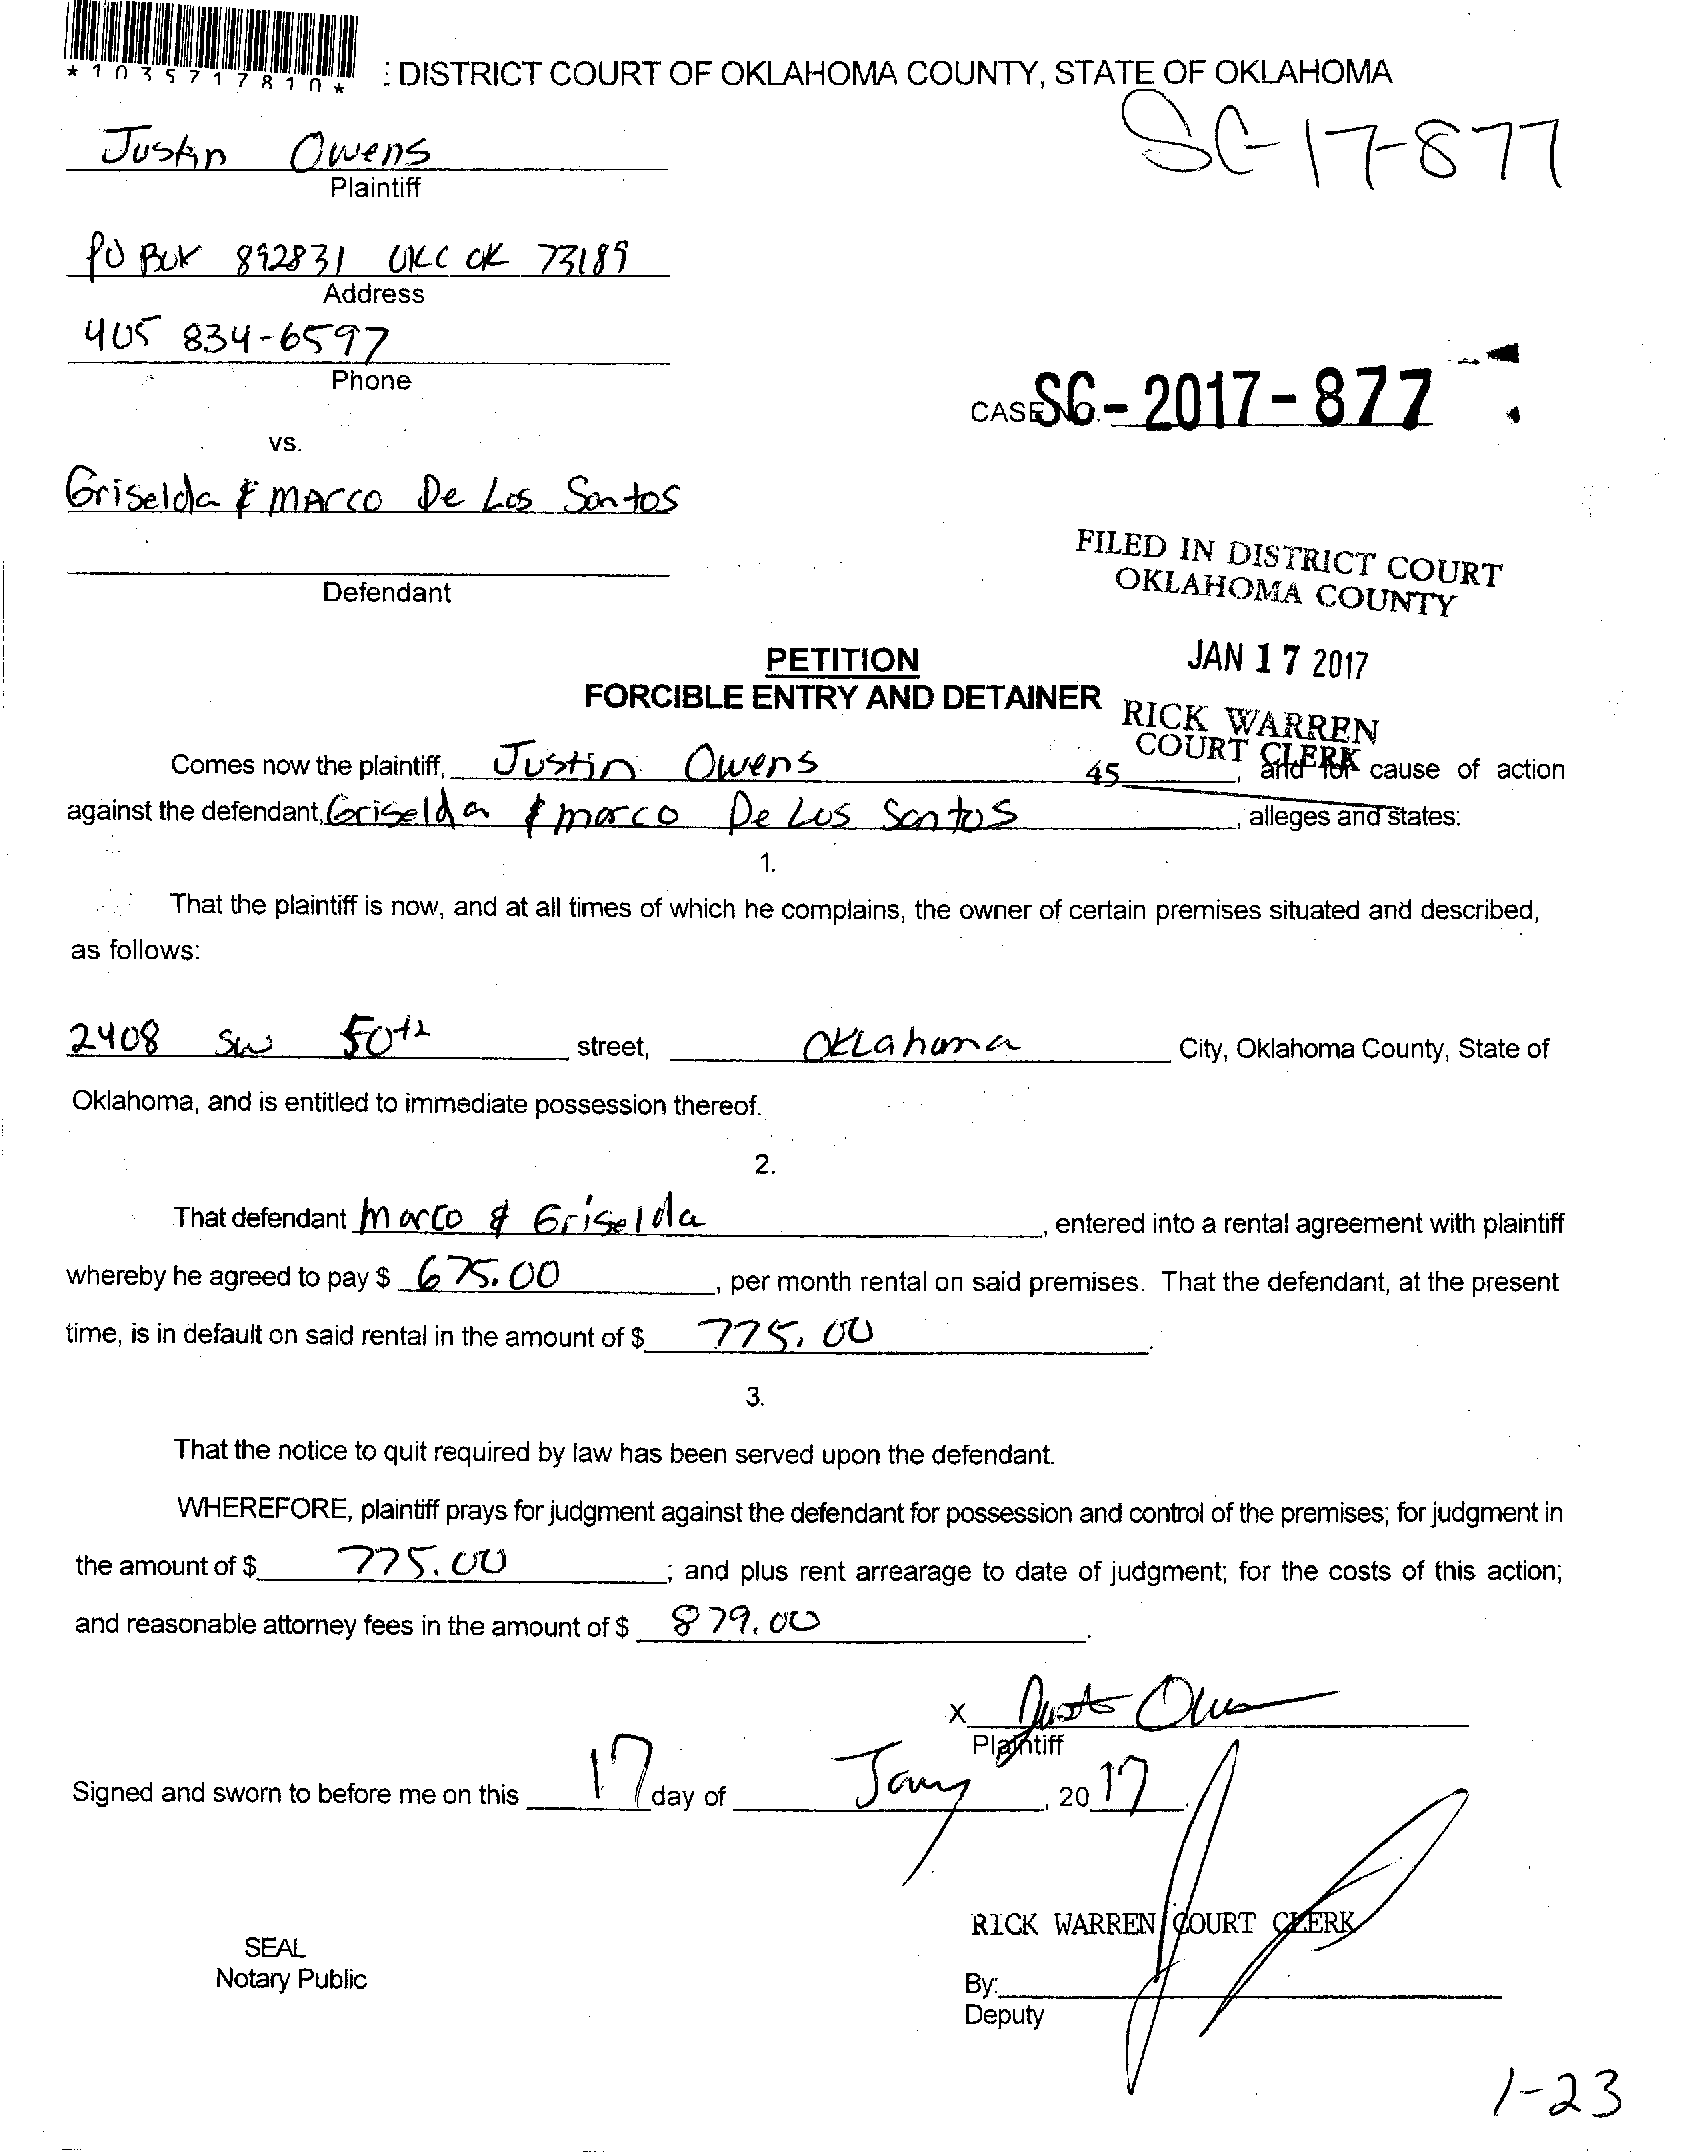 *1035717810*
: DISTRICT COURT OF OKLAHOMA COUNTY, STATE OF OKLAHOMA
SC-17-877
Justin Owens
Plaintiff
PO Box 892831 OKC OK 73189
Address
405 834-6597
Phone
CASE NO. SC-2017-877
vs.
Griselda & Marco De Los Santos
Defendant
FILED IN DISTRICT COURT
OKLAHOMA COUNTY
JAN 17 2017
RICK WARREN
COURT CLERK
45
PETITION
FORCIBLE ENTRY AND DETAINER
Comes now the plaintiff, Justin Owens, and for cause of action
against the defendant, Griselda & Marco De Los Santos, alleges and states:
1.
That the plaintiff is now, and at all times of which he complains, the owner of certain premises situated and described,
as follows:
2408 SW 50th street, Oklahoma City, Oklahoma County, State of
Oklahoma, and is entitled to immediate possession thereof.
2.
That defendant Marco & Griselda, entered into a rental agreement with plaintiff
whereby he agreed to pay $ 675.00, per month rental on said premises. That the defendant, at the present
time, is in default on said rental in the amount of $ 775.00.
3.
That the notice to quit required by law has been served upon the defendant.
WHEREFORE, plaintiff prays for judgment against the defendant for possession and control of the premises; for judgment in
the amount of $ 775.00; and plus rent arrearage to date of judgment; for the costs of this action;
and reasonable attorney fees in the amount of $ 879.00.
x Justin Owens
Plaintiff
Signed and sworn to before me on this 17 day of Jany, 2017.
RICK WARREN COURT CLERK
SEAL
Notary Public
By:
Deputy
1-23